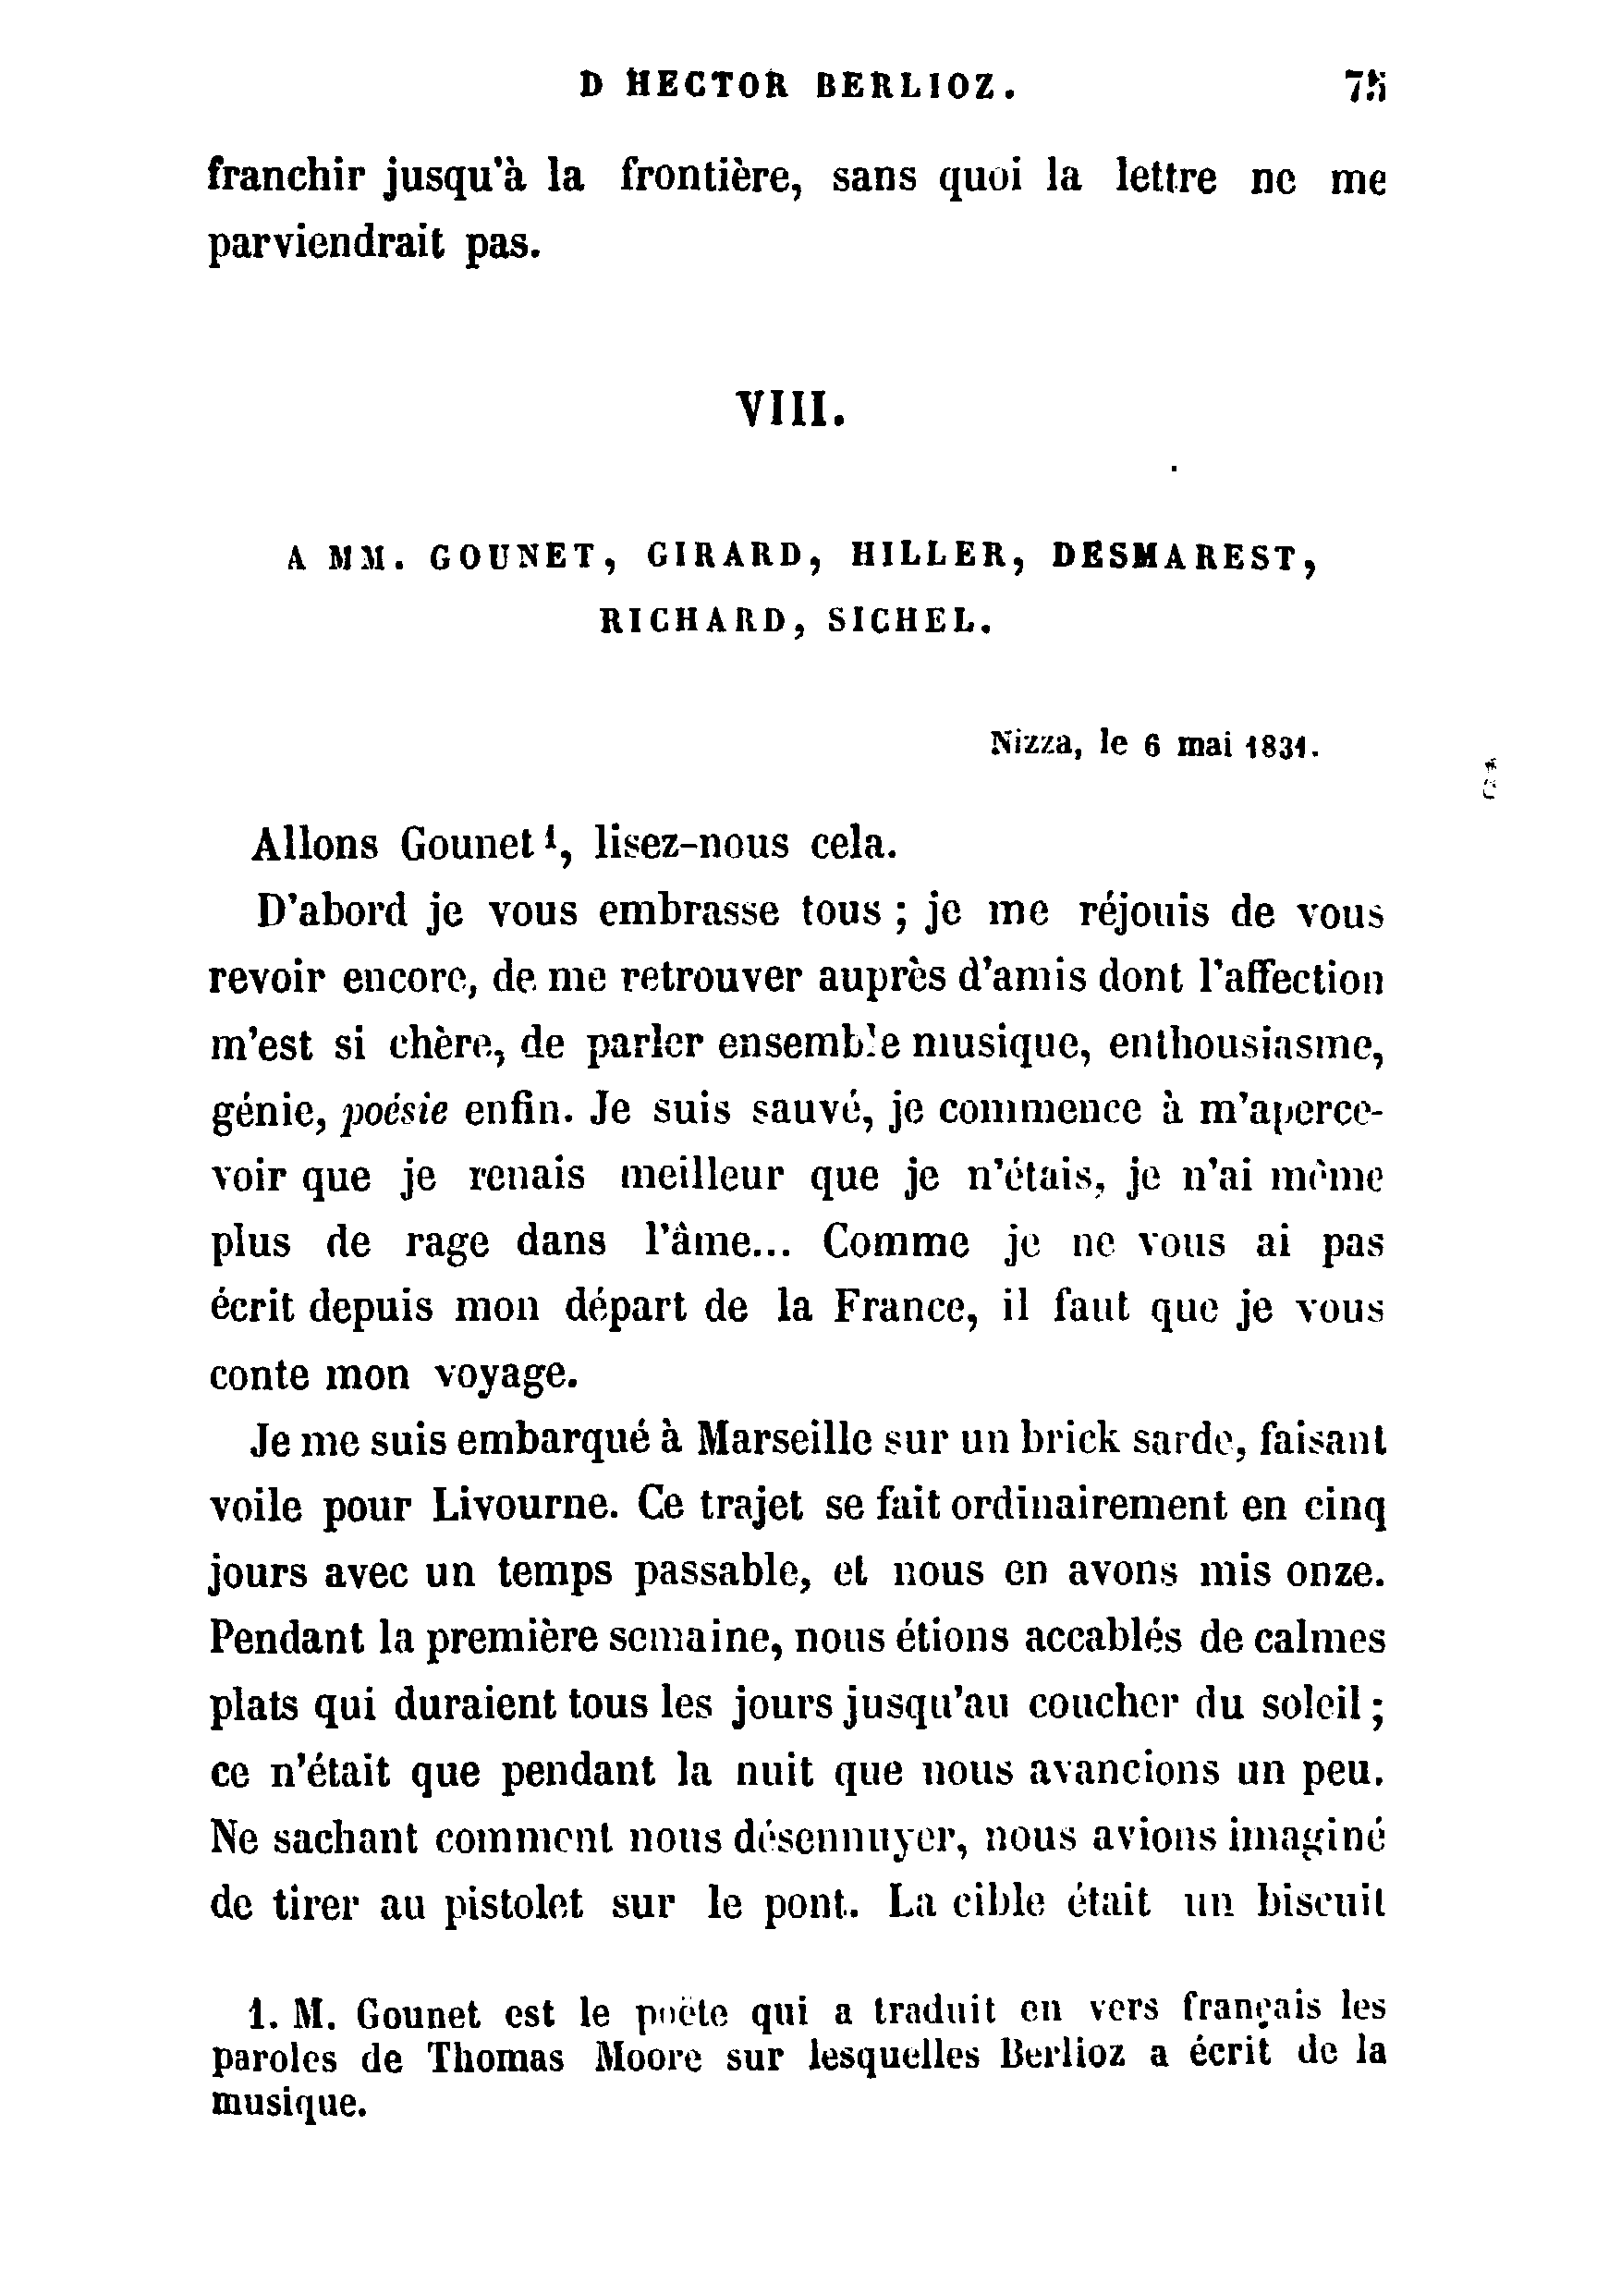 D HECTOR BERLIOZ. 75
franchir jusqu'à la frontière, sans quoi la lettre ne me
parviendrait pas.
VIII.
A MM. GOUNET, GIRARD, HILLER, DESMAREST,
RICHARD, SICHEL.
Nizza, le 6 mai 1831.
Allons Gounet¹, lisez-nous cela.
D'abord je vous embrasse tous ; je me réjouis de vous
revoir encore, de me retrouver auprès d'amis dont l'affection
m'est si chère, de parler ensemble musique, enthousiasme,
génie, poésie enfin. Je suis sauvé, je commence à m'aperce-
voir que je renais meilleur que je n'étais, je n'ai même
plus de rage dans l'âme... Comme je ne vous ai pas
écrit depuis mon départ de la France, il faut que je vous
conte mon voyage.
Je me suis embarqué à Marseille sur un brick sarde, faisant
voile pour Livourne. Ce trajet se fait ordinairement en cinq
jours avec un temps passable, et nous en avons mis onze.
Pendant la première semaine, nous étions accablés de calmes
plats qui duraient tous les jours jusqu'au coucher du soleil ;
ce n'était que pendant la nuit que nous avancions un peu.
Ne sachant comment nous désennuyer, nous avions imaginé
de tirer au pistolet sur le pont. La cible était un biscuit
1. M. Gounet est le poëte qui a traduit en vers français les
paroles de Thomas Moore sur lesquelles Berlioz a écrit de la
musique.